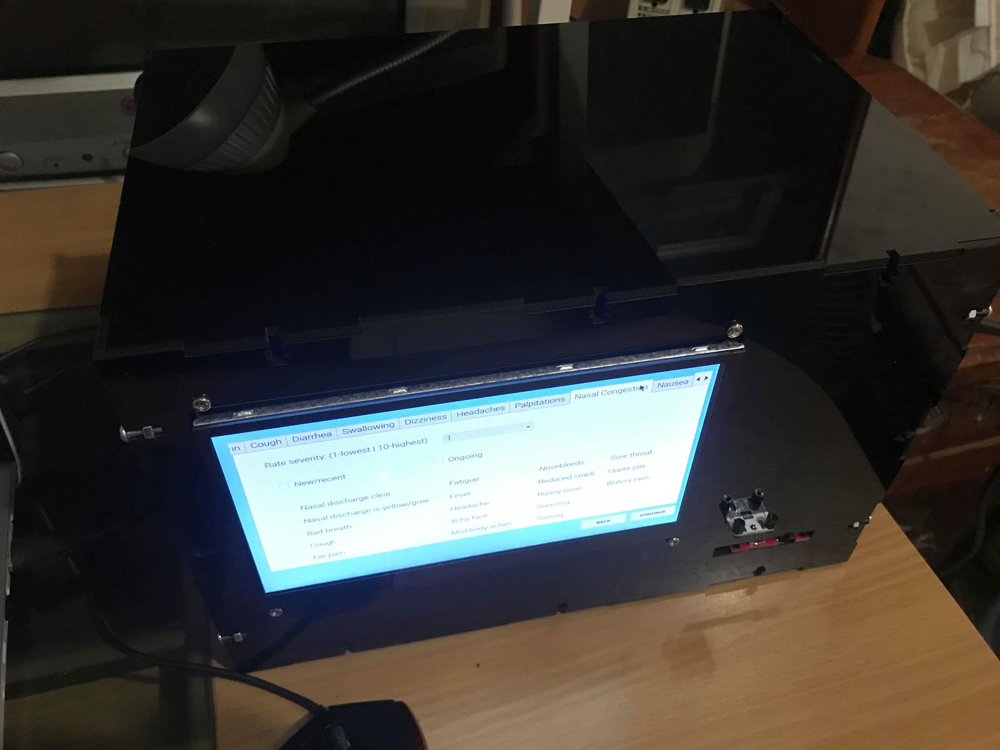 in Cough Diarrhea Swallowing Dizziness Headaches Palpitations Nasal Congestion Nausea
Rate severity: (1-lowest | 10-highest) 1
New/recent Ongoing
Nasal discharge clear Fatigue Nosebleeds Sore throat
Nasal discharge is yellow/gree Fever Reduced smell Upper jaw
Bad breath Headache Runny nose Watery eyes
Cough Itchy face Sneezing
Ear pain Mild body aches Snoring
BACK CONTINUE